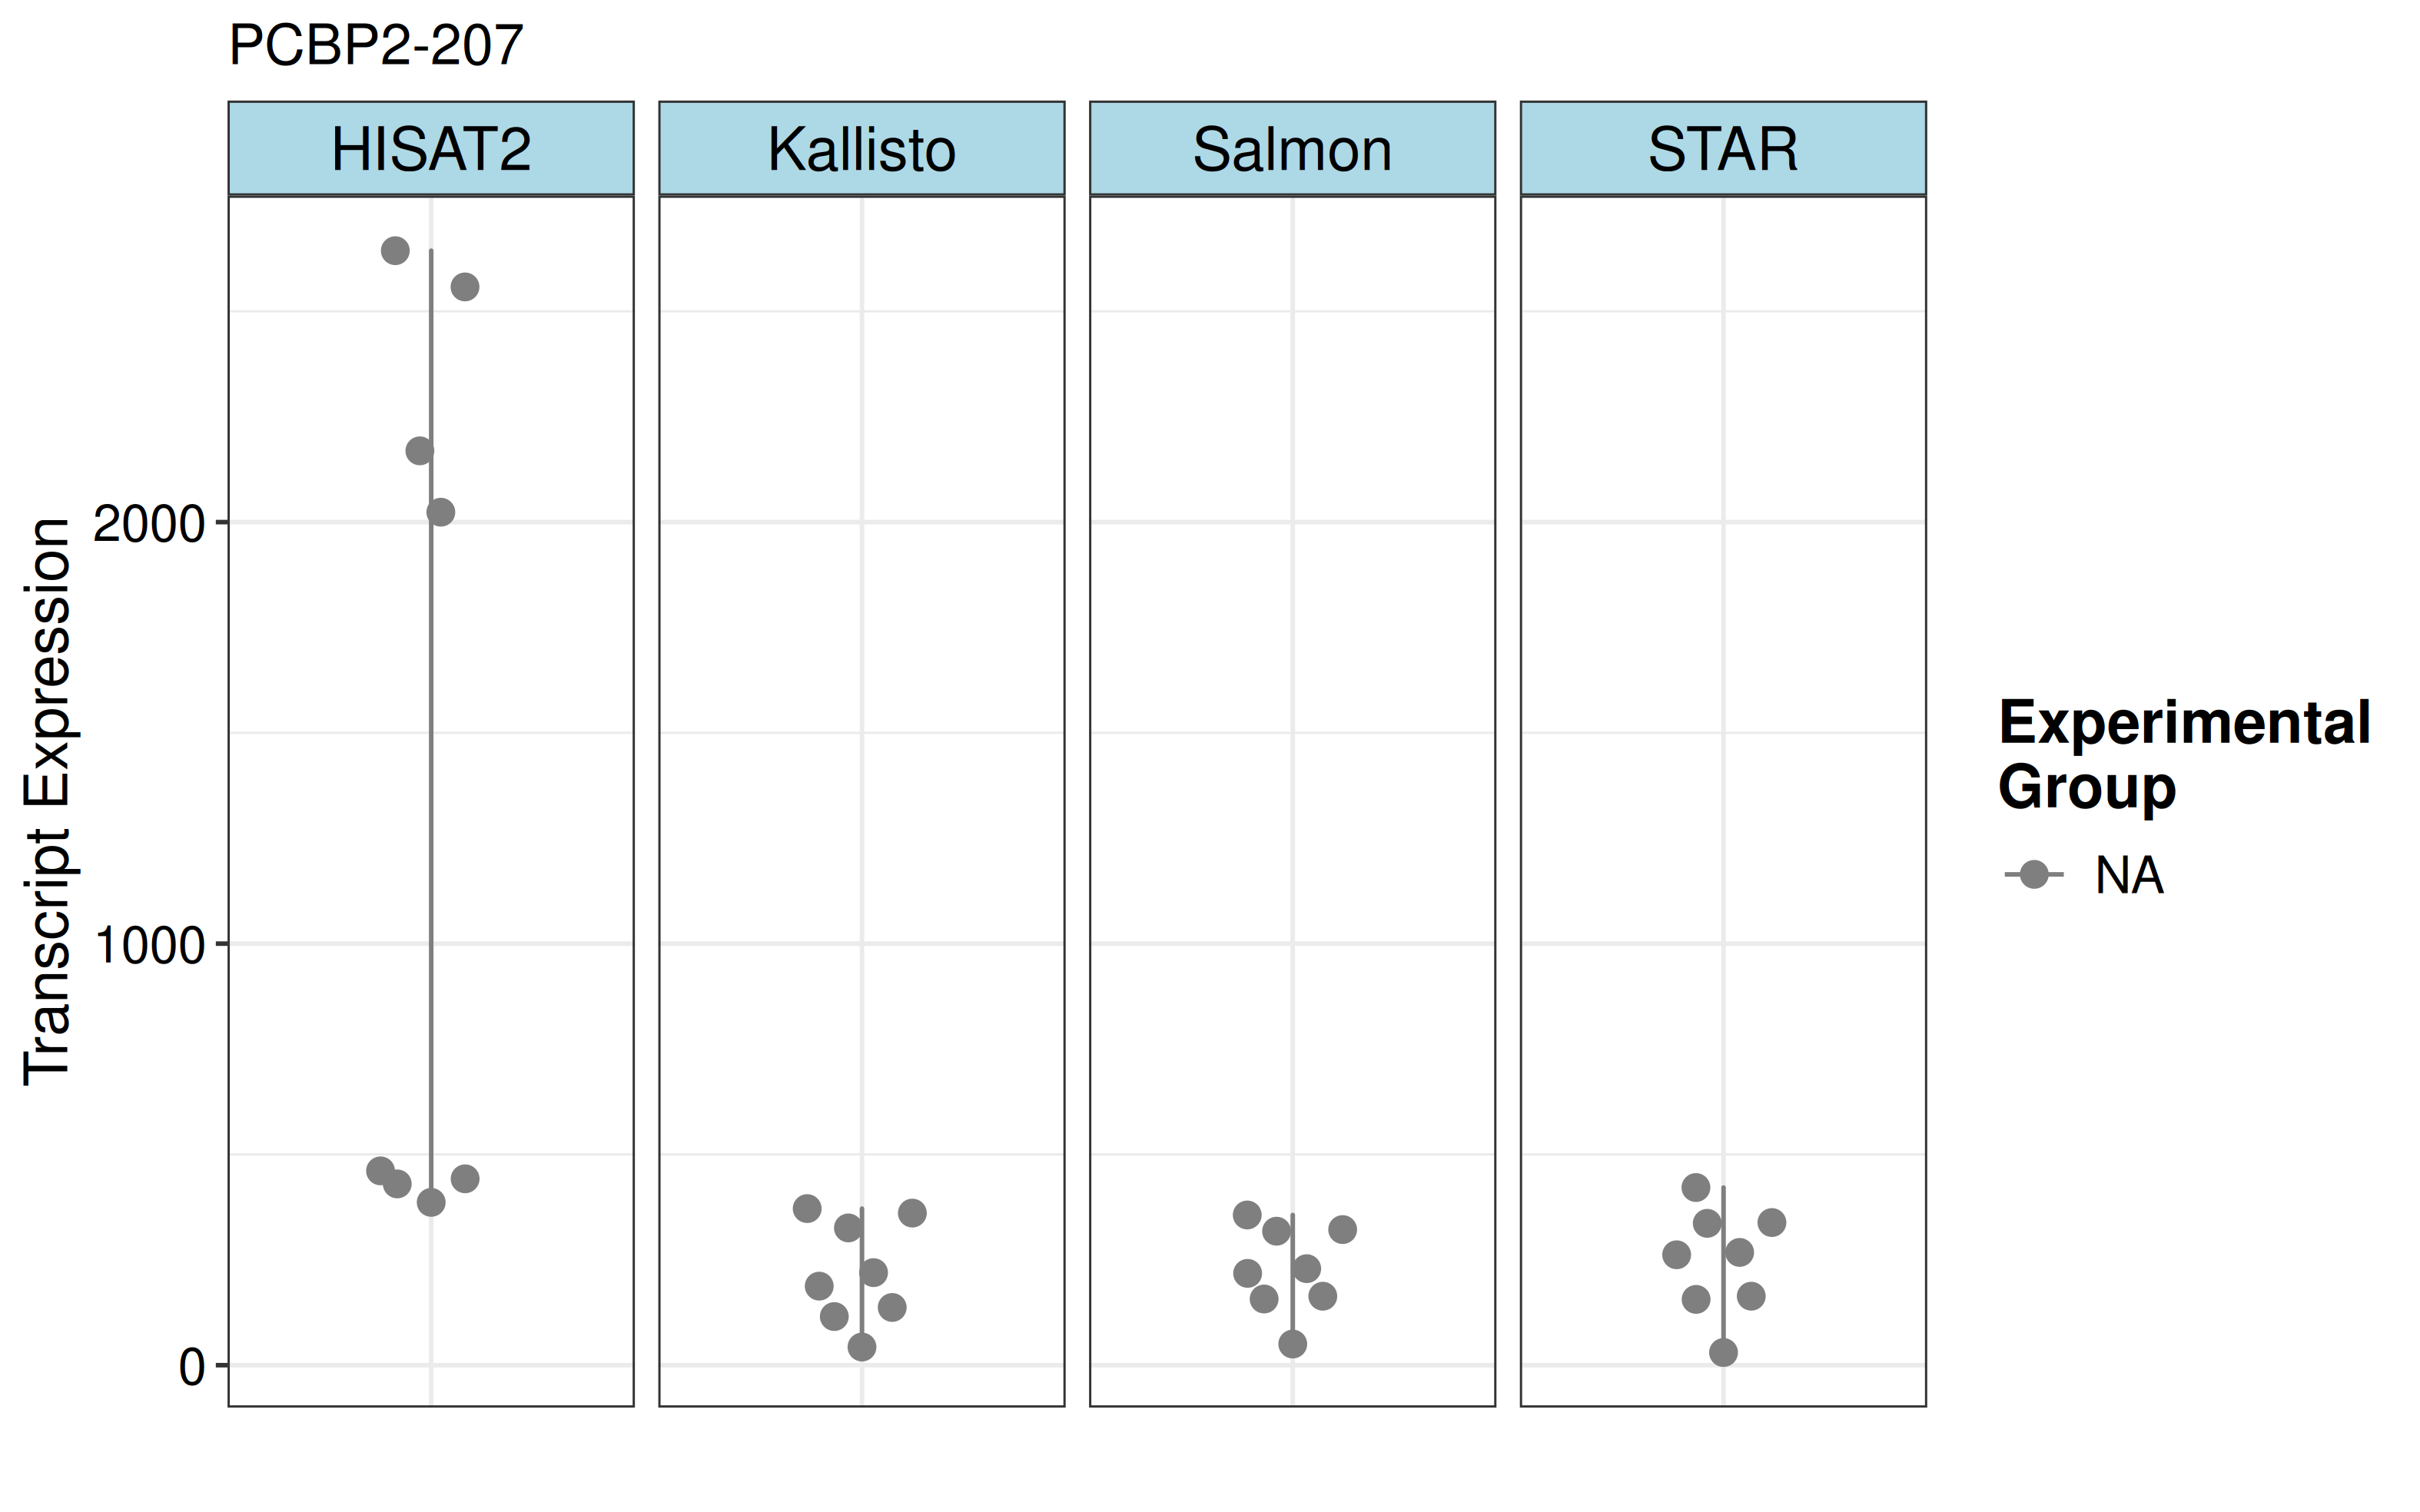 PCBP2-207
HISAT2 Kallisto Salmon STAR
Transcript Expression
2000
1000
0
Experimental
Group
NA